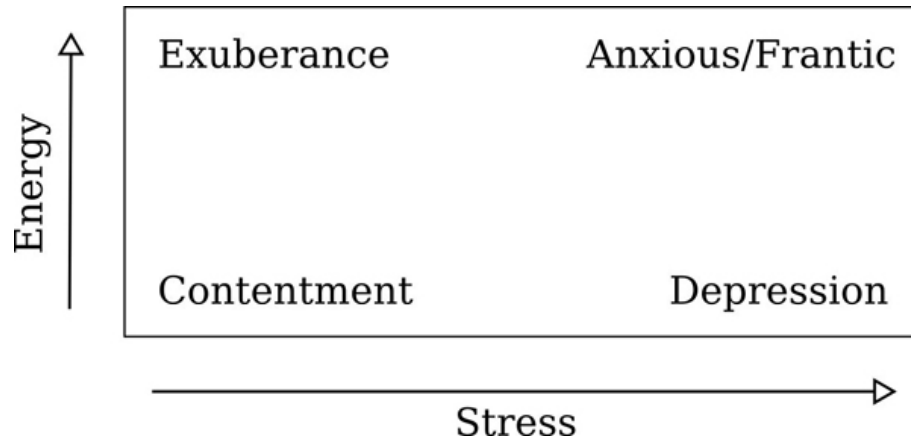 Exuberance
Anxious/Frantic
Energy
Contentment
Depression
Stress